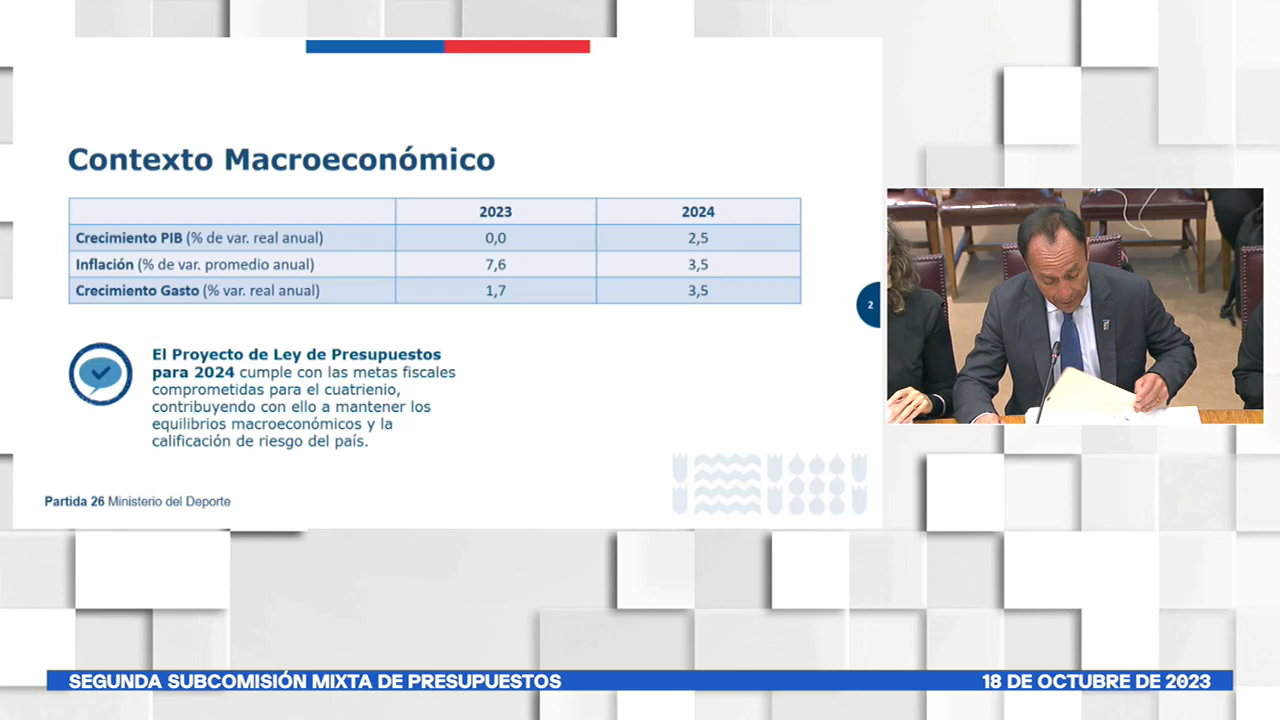 Contexto Macroeconómico
2023 2024
Crecimiento PIB (% de var. real anual) 0,0 2,5
Inflación (% de var. promedio anual) 7,6 3,5
Crecimiento Gasto (% var. real anual) 1,7 3,5
2
El Proyecto de Ley de Presupuestos
para 2024 cumple con las metas fiscales
comprometidas para el cuatrienio,
contribuyendo con ello a mantener los
equilibrios macroeconómicos y la
calificación de riesgo del país.
Partida 26 Ministerio del Deporte
SEGUNDA SUBCOMISIÓN MIXTA DE PRESUPUESTOS 18 DE OCTUBRE DE 2023